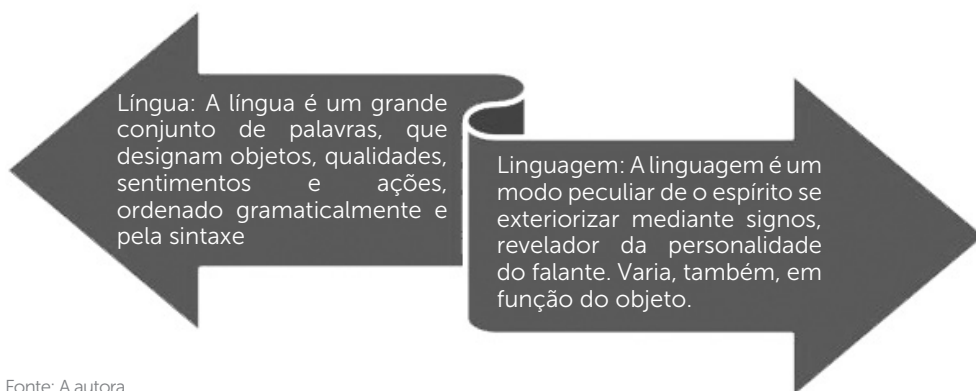 Língua: A língua é um grande
conjunto de palavras, que
designam objetos, qualidades,
sentimentos e ações,
ordenado gramaticalmente e
pela sintaxe
Linguagem: A linguagem é um
modo peculiar de o espírito se
exteriorizar mediante signos,
revelador da personalidade
do falante. Varia, também, em
função do objeto.
Fonte: A autora